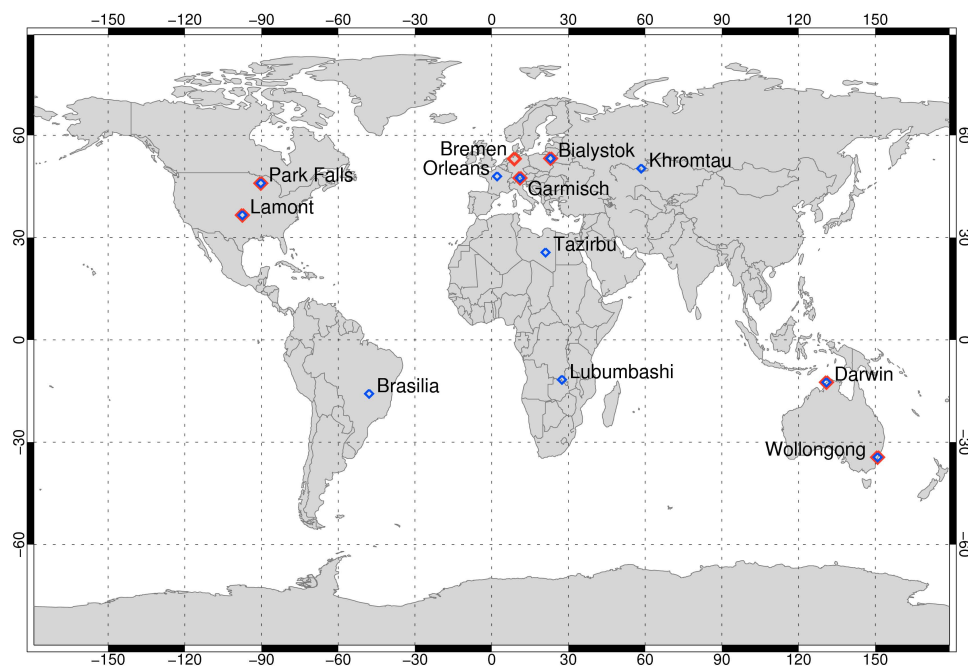 −150 −120 −90 −60 −30 0 30 60 90 120 150
60 60
Bremen Bialystok
Orleans Khromtau
Park Falls Garmisch
Lamont
30 30
Tazirbu
0 0
Lubumbashi
Brasilia Darwin
−30 −30
Wollongong
−60 −60
−150 −120 −90 −60 −30 0 30 60 90 120 150